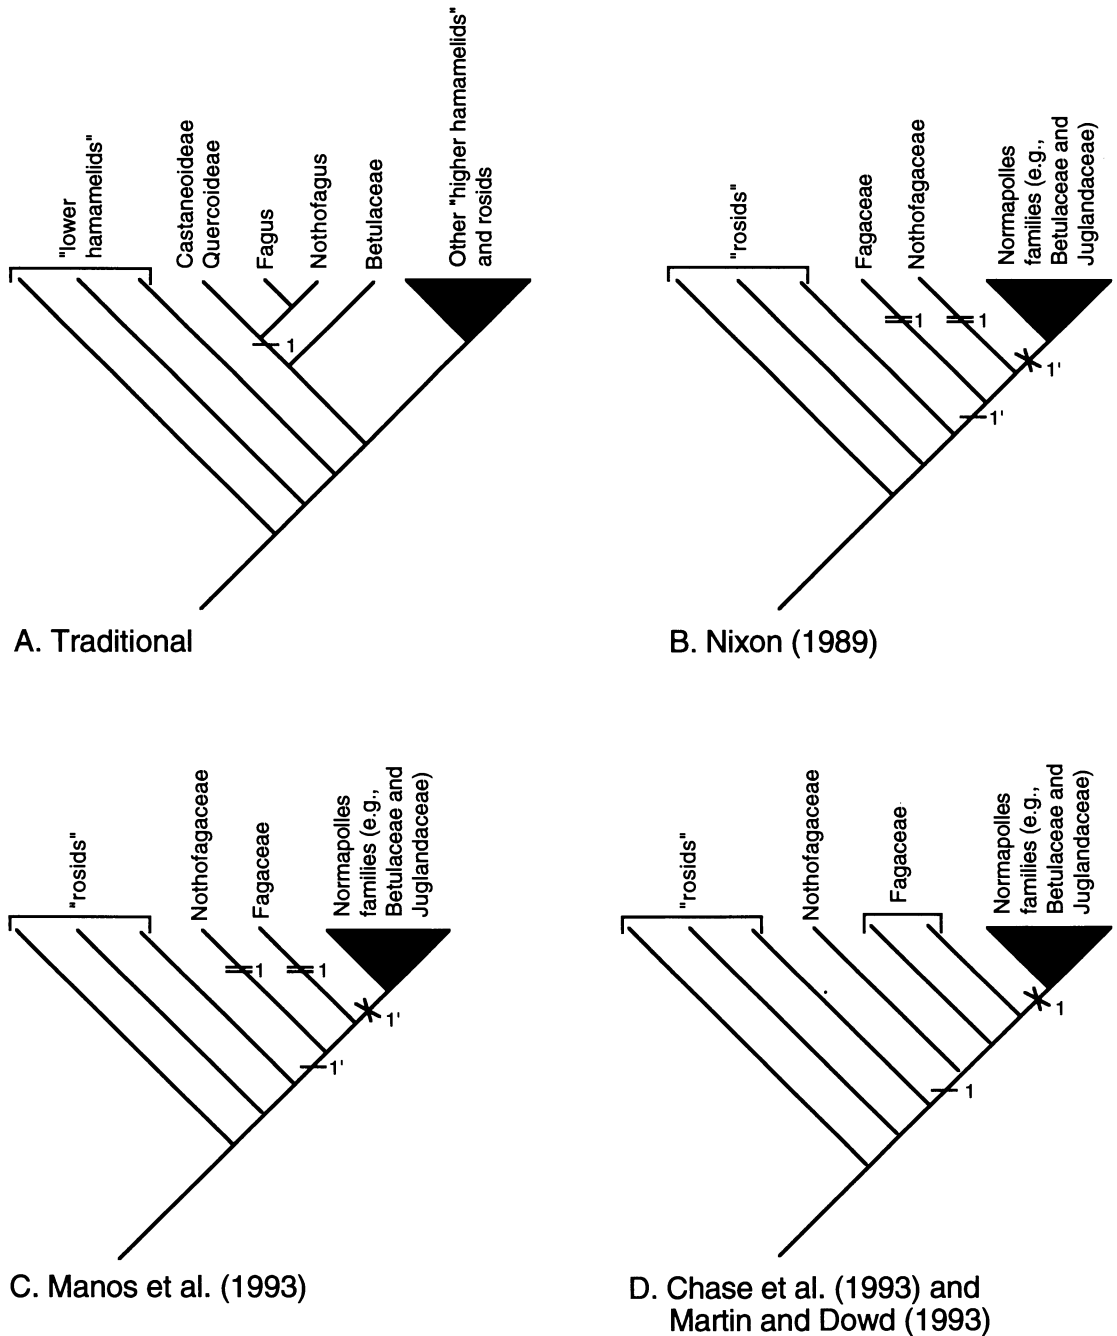 "lower
hamamelids"
Castaneoideae
Quercoideae
Fagus
Nothofagus
Betulaceae
Other "higher hamamelids"
and rosids
1
A. Traditional
"rosids"
Fagaceae
Nothofagaceae
Normapolles
families (e.g.,
Betulaceae and
Juglandaceae)
1
1
1'
1'
B. Nixon (1989)
"rosids"
Nothofagaceae
Fagaceae
Normapolles
families (e.g.,
Betulaceae and
Juglandaceae)
1
1
1'
1'
C. Manos et al. (1993)
"rosids"
Nothofagaceae
Fagaceae
Normapolles
families (e.g.,
Betulaceae and
Juglandaceae)
1
1
D. Chase et al. (1993) and
Martin and Dowd (1993)